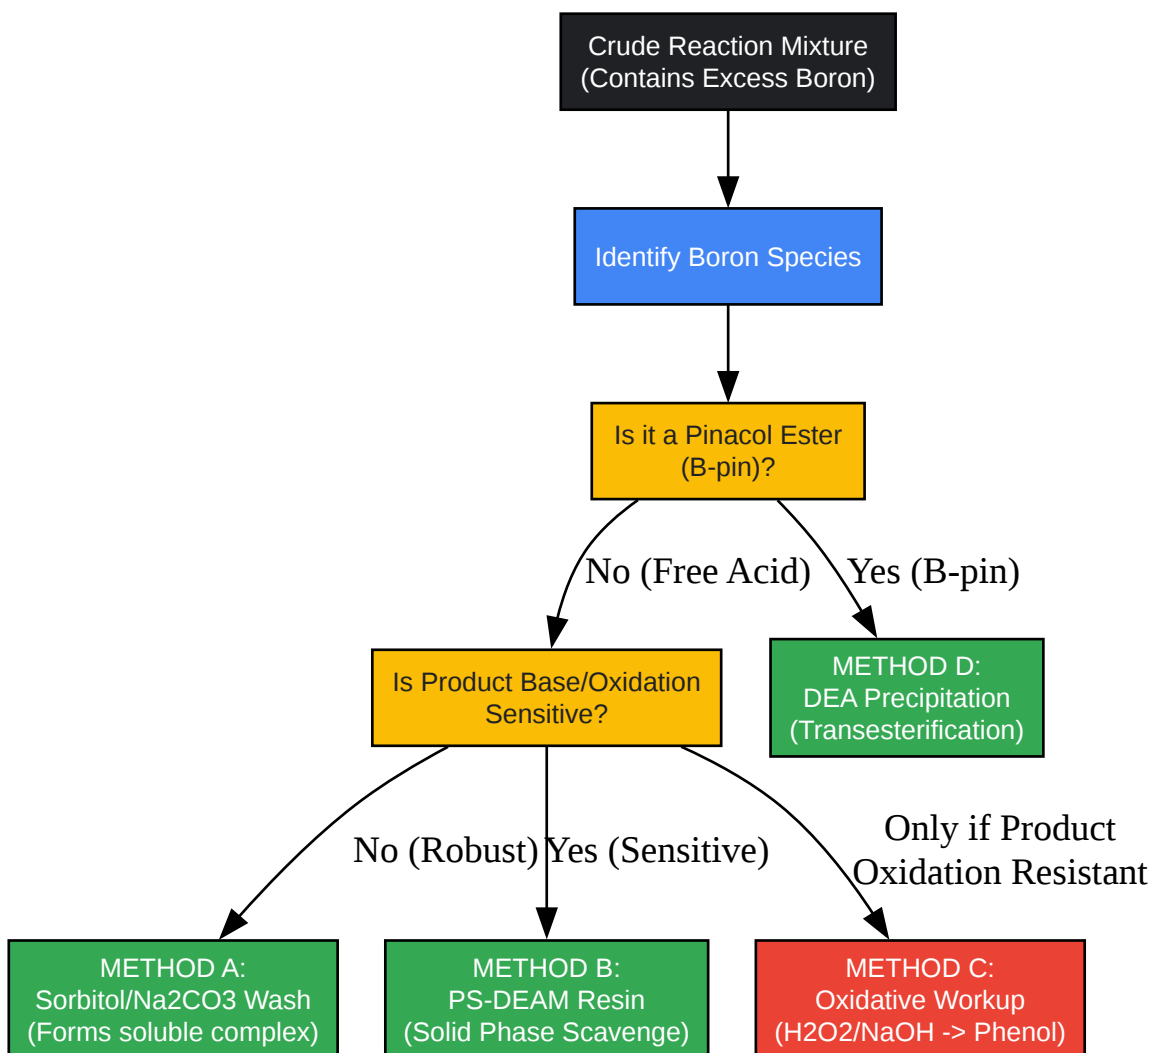 Crude Reaction Mixture
(Contains Excess Boron)
Identify Boron Species
Is it a Pinacol Ester
(B-pin)?
No (Free Acid)
Yes (B-pin)
Is Product Base/Oxidation
Sensitive?
METHOD D:
DEA Precipitation
(Transesterification)
No (Robust)
Yes (Sensitive)
Only if Product
Oxidation Resistant
METHOD A:
Sorbitol/Na2CO3 Wash
(Forms soluble complex)
METHOD B:
PS-DEAM Resin
(Solid Phase Scavenge)
METHOD C:
Oxidative Workup
(H2O2/NaOH -> Phenol)